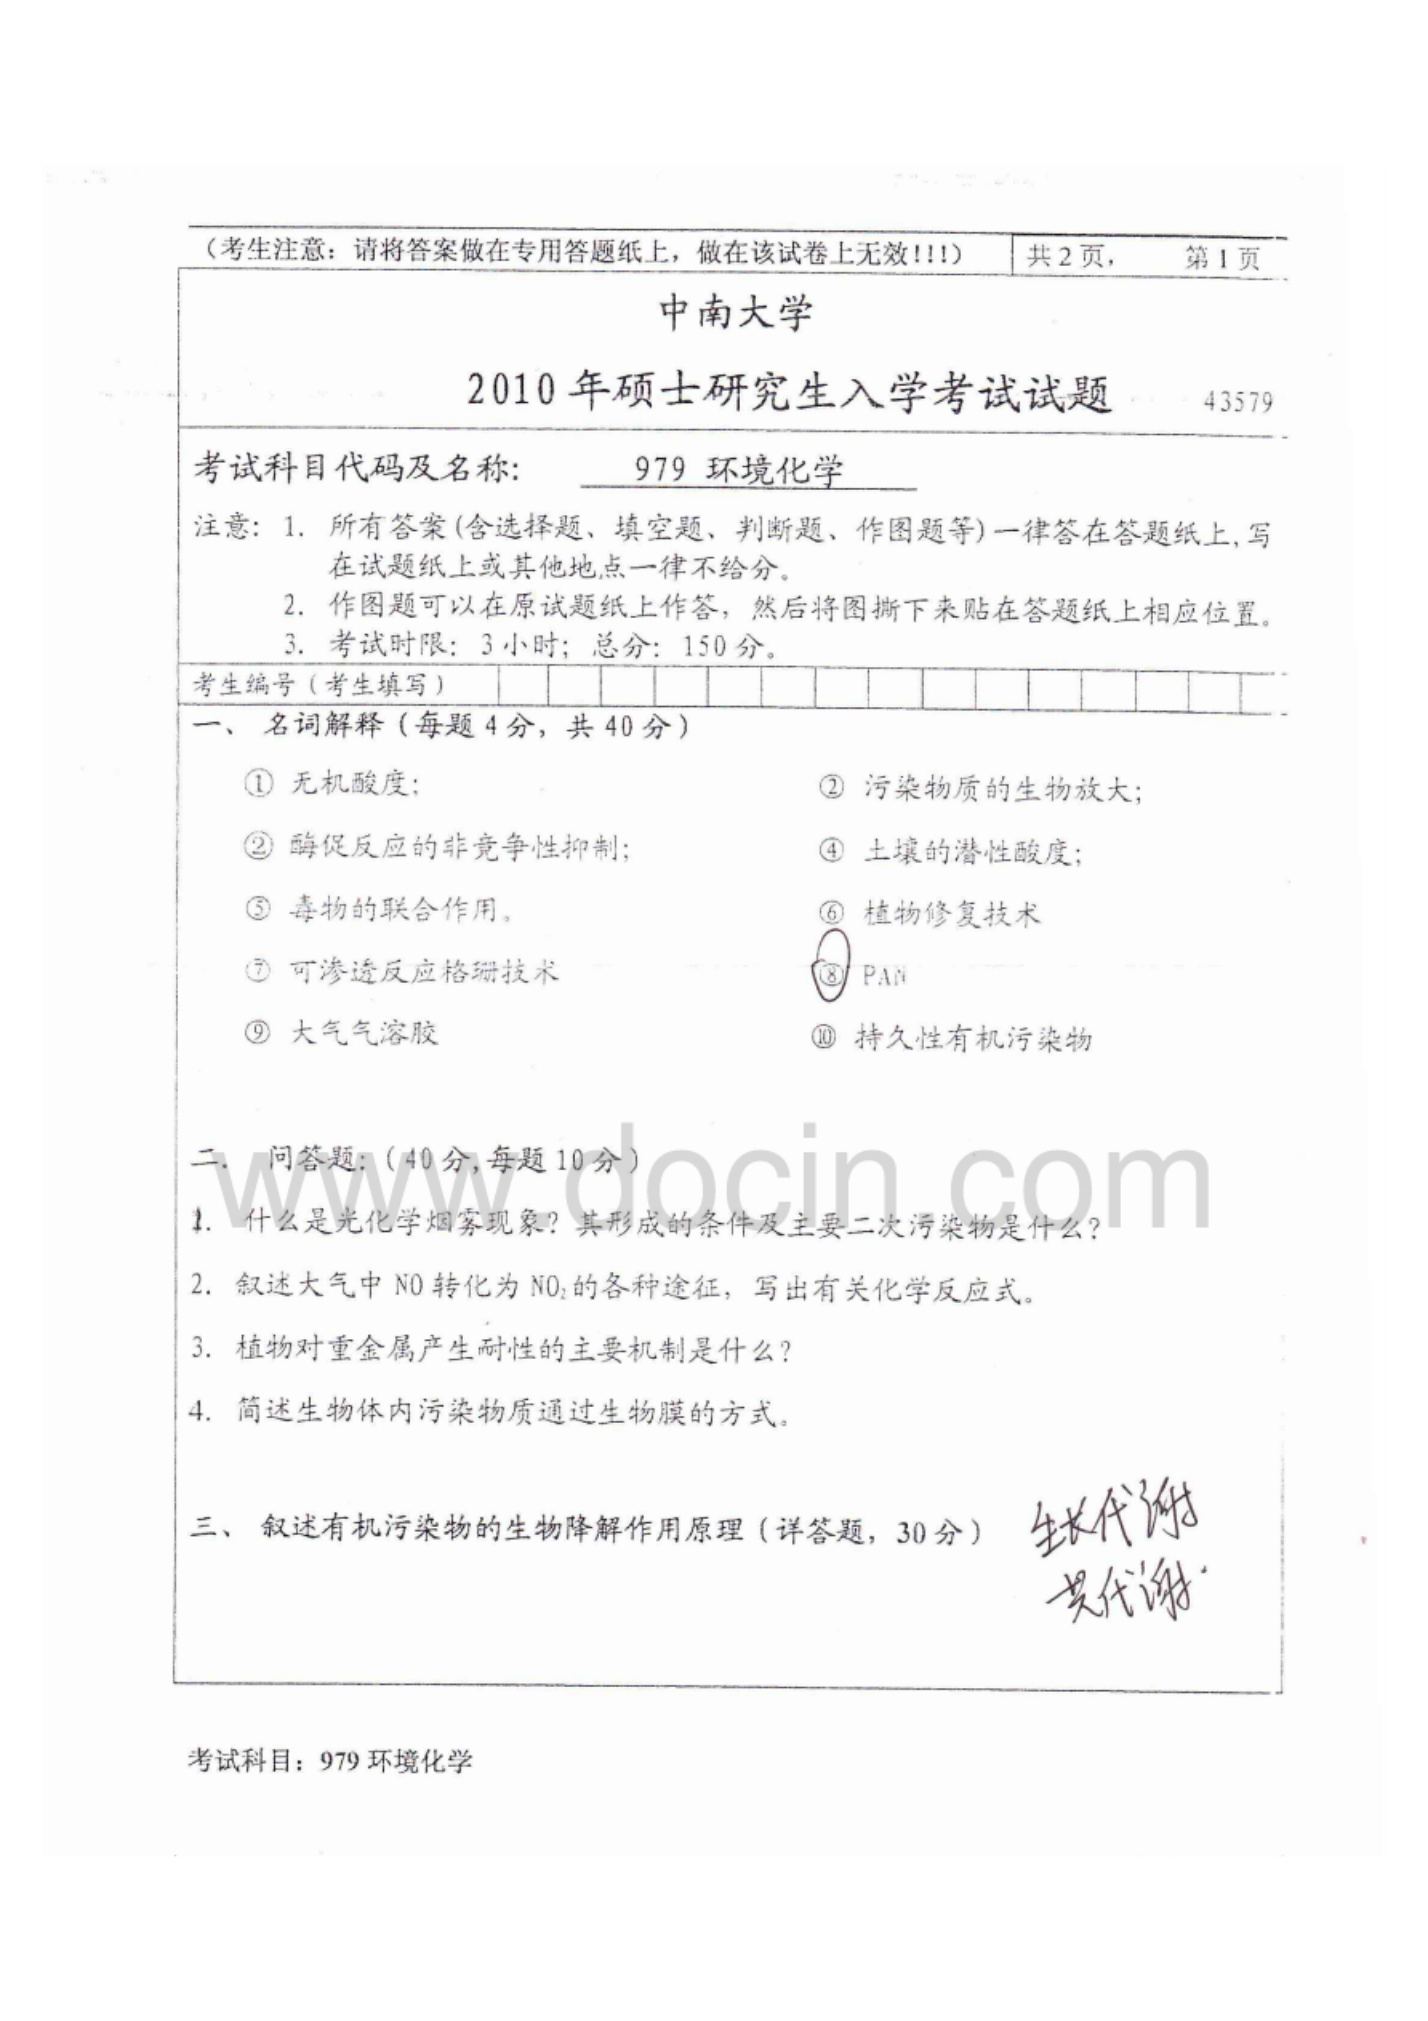 （考生注意：请将答案做在专用答题纸上，做在该试卷上无效!!!） 共2页， 第1页
中南大学
2010年硕士研究生入学考试试题 43579
考试科目代码及名称: 979 环境化学
注意: 1. 所有答案(含选择题、填空题、判断题、作图题等)一律答在答题纸上,写
在试题纸上或其他地点一律不给分。
2. 作图题可以在原试题纸上作答，然后将图撕下来贴在答题纸上相应位置。
3. 考试时限: 3小时; 总分: 150分。
考生编号(考生填写)
一、 名词解释(每题4分，共40分)
① 无机酸度; ② 污染物质的生物放大;
② 酶促反应的非竞争性抑制; ④ 土壤的潜性酸度;
⑤ 毒物的联合作用。 ⑥ 植物修复技术
⑦ 可渗透反应格珊技术 ⑧ PAN
⑨ 大气气溶胶 ⑩ 持久性有机污染物
二. 问答题:(40分,每题10分)
1. 什么是光化学烟雾现象？其形成的条件及主要二次污染物是什么？
2. 叙述大气中NO转化为NO₂的各种途征，写出有关化学反应式。
3. 植物对重金属产生耐性的主要机制是什么？
4. 简述生物体内污染物质通过生物膜的方式。
三、 叙述有机污染物的生物降解作用原理(详答题，30分)
生长代谢
共代谢.
考试科目：979环境化学
www.docin.com